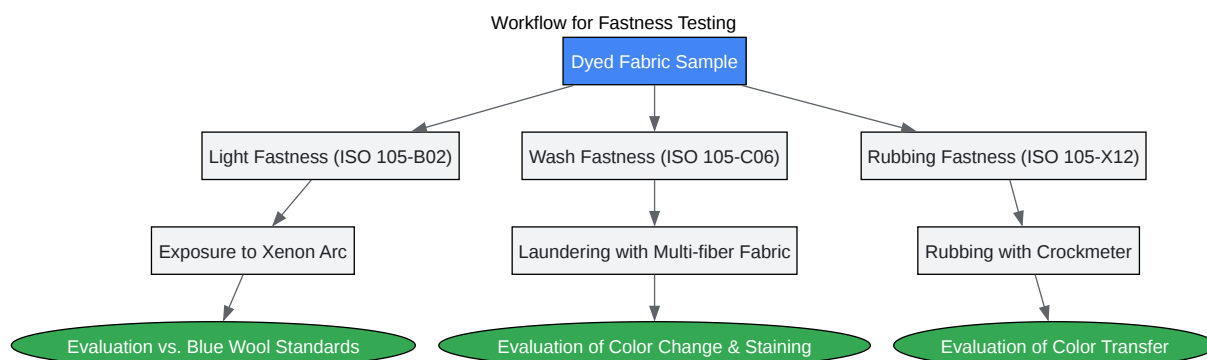 Workflow for Fastness Testing
Dyed Fabric Sample
Light Fastness (ISO 105-B02)
Wash Fastness (ISO 105-C06)
Rubbing Fastness (ISO 105-X12)
Exposure to Xenon Arc
Laundering with Multi-fiber Fabric
Rubbing with Crockmeter
Evaluation vs. Blue Wool Standards
Evaluation of Color Change & Staining
Evaluation of Color Transfer